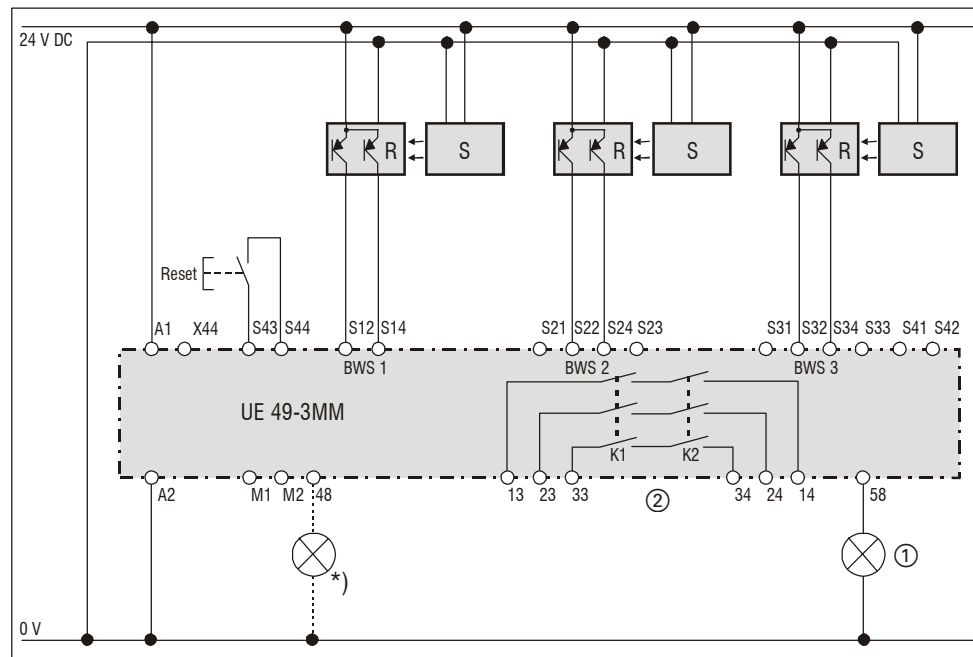 24 V DC
R S R S R S
Reset
A1 X44 S43 S44 S12 S14 S21 S22 S24 S23 S31 S32 S34 S33 S41 S42
BWS 1 BWS 2 BWS 3
UE 49-3MM
K1 K2
A2 M1 M2 48 13 23 33 ② 34 24 14 58
*) ①
0 V